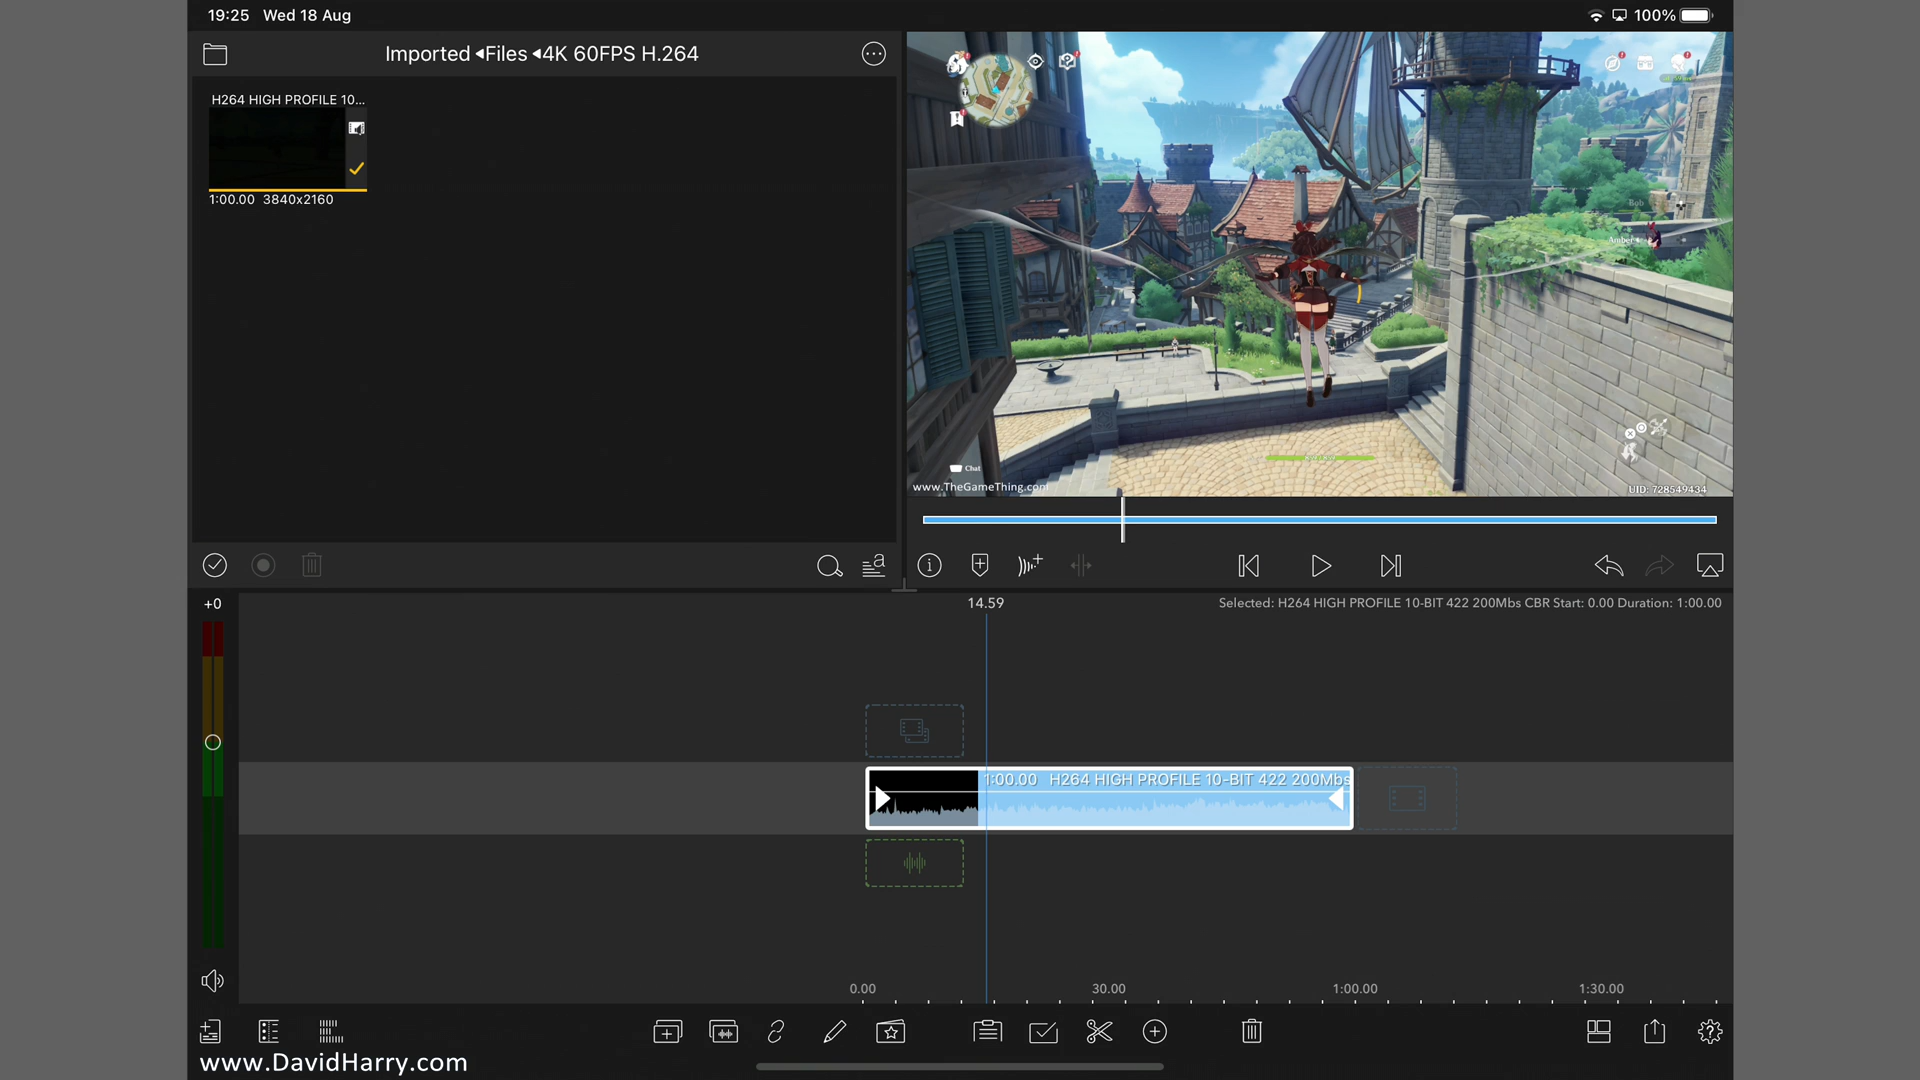 19:25 Wed 18 Aug
100%
Imported ◂Files ◂4K 60FPS H.264
H264 HIGH PROFILE 10...
1:00.00 3840x2160
Bob
Amber
Chat
www.TheGameThing.com
UID: 728549434
+0
14.59
Selected: H264 HIGH PROFILE 10-BIT 422 200Mbs CBR Start: 0.00 Duration: 1:00.00
1:00.00 H264 HIGH PROFILE 10-BIT 422 200Mbs
0.00
30.00
1:00.00
1:30.00
www.DavidHarry.com